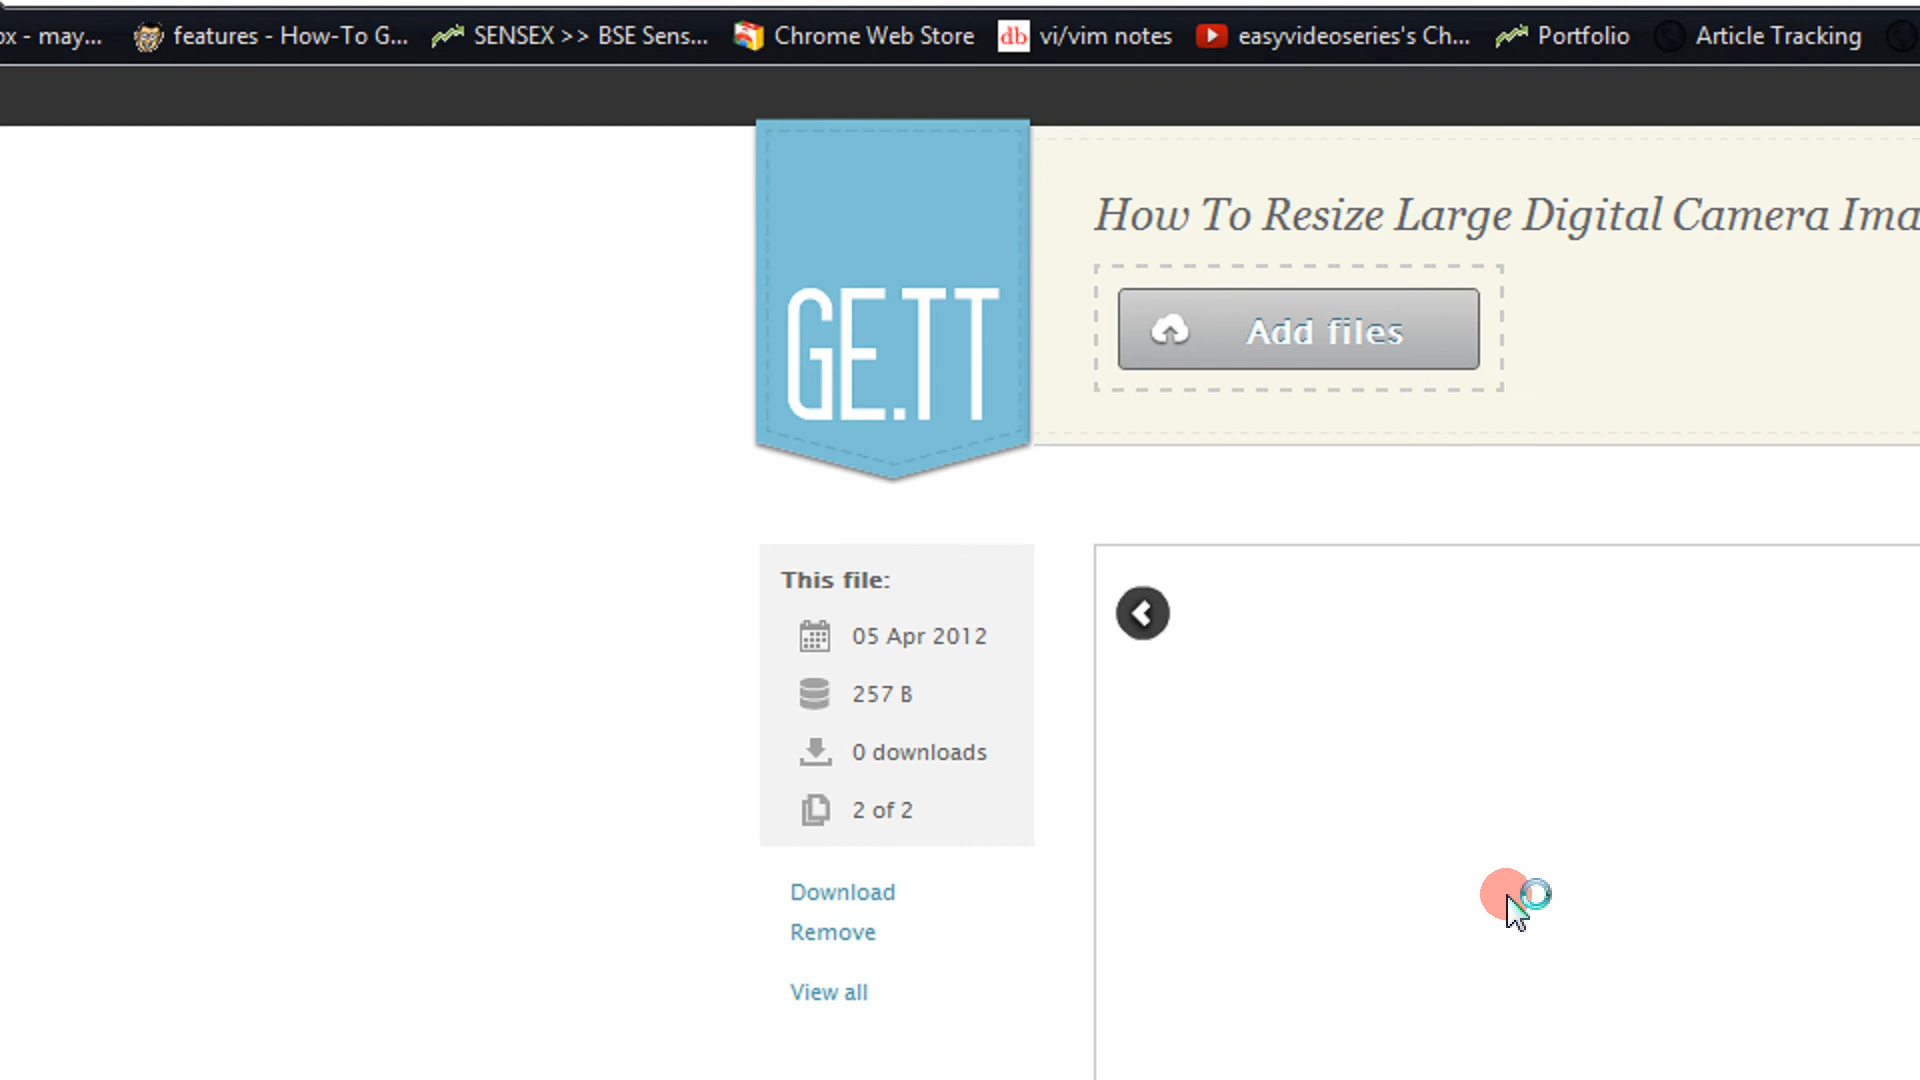 ox - may... features - How-To G... SENSEX >> BSE Sens... Chrome Web Store db vi/vim notes easyvideoseries's Ch... Portfolio Article Tracking
GE.TT
How To Resize Large Digital Camera Ima
Add files
This file:
05 Apr 2012
257 B
0 downloads
2 of 2
Download
Remove
View all